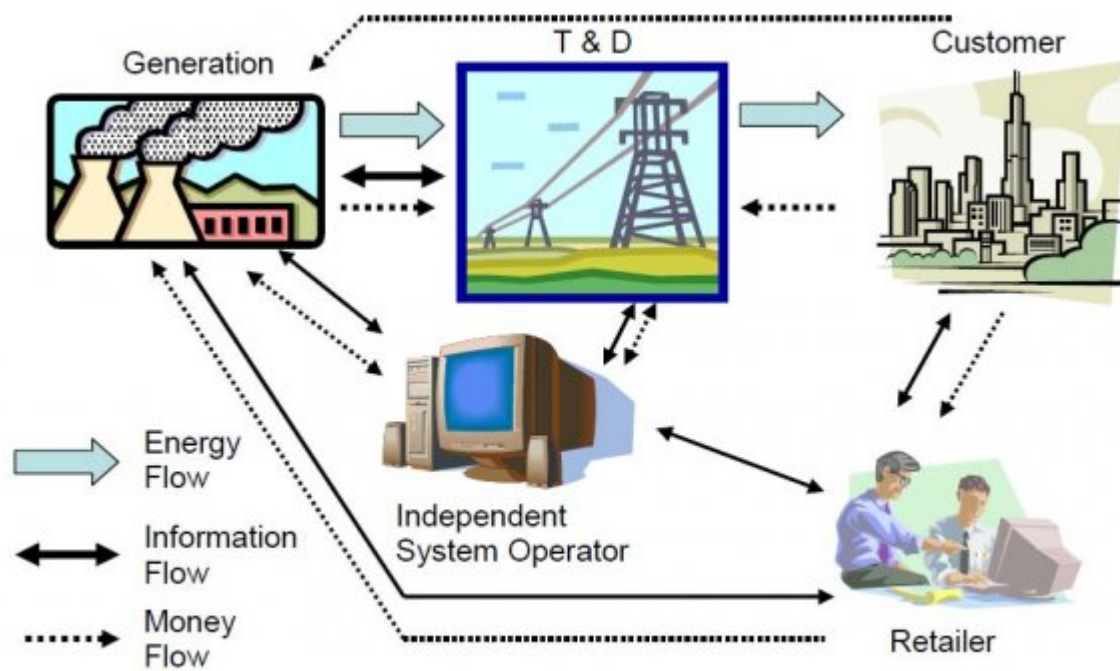 T & D
Customer
Generation
Energy
Flow
Independent
System Operator
Information
Flow
Money
Flow
Retailer